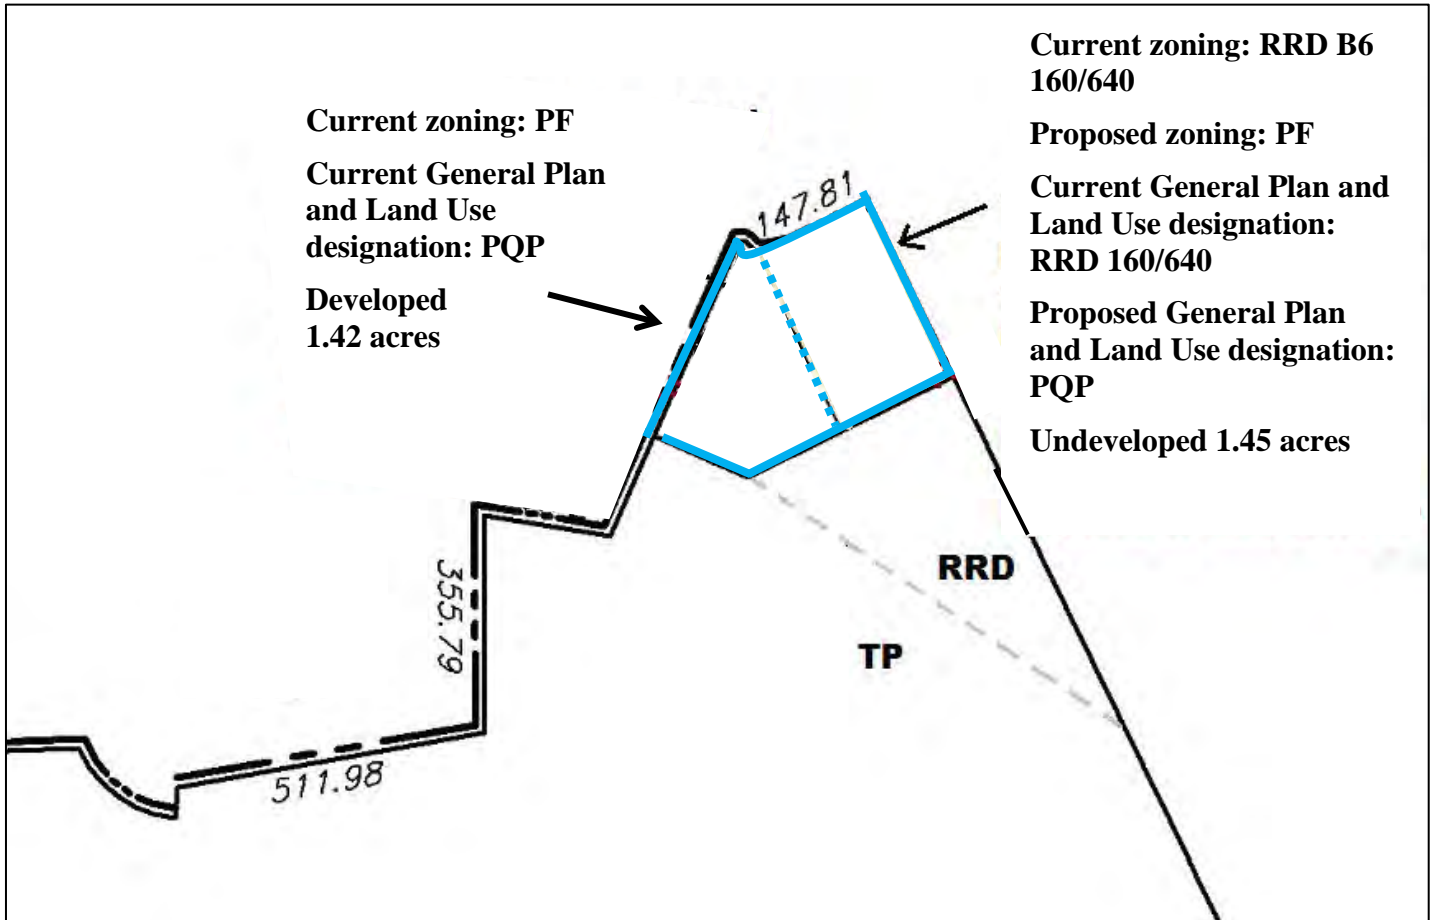 Current zoning: PF
Current General Plan
and Land Use
designation: PQP
Developed
1.42 acres
Current zoning: RRD B6
160/640
Proposed zoning: PF
Current General Plan and
Land Use designation:
RRD 160/640
Proposed General Plan
and Land Use designation:
PQP
Undeveloped 1.45 acres
147.81
355.79
511.98
RRD
TP